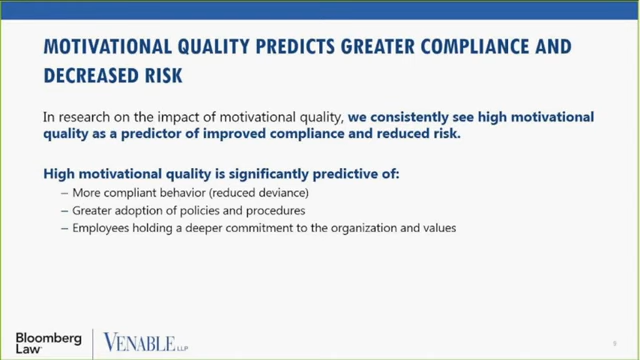 MOTIVATIONAL QUALITY PREDICTS GREATER COMPLIANCE AND
DECREASED RISK
In research on the impact of motivational quality, we consistently see high motivational
quality as a predictor of improved compliance and reduced risk.
High motivational quality is significantly predictive of:
– More compliant behavior (reduced deviance)
– Greater adoption of policies and procedures
– Employees holding a deeper commitment to the organization and values
Bloomberg
Law®
VENABLE LLP
9